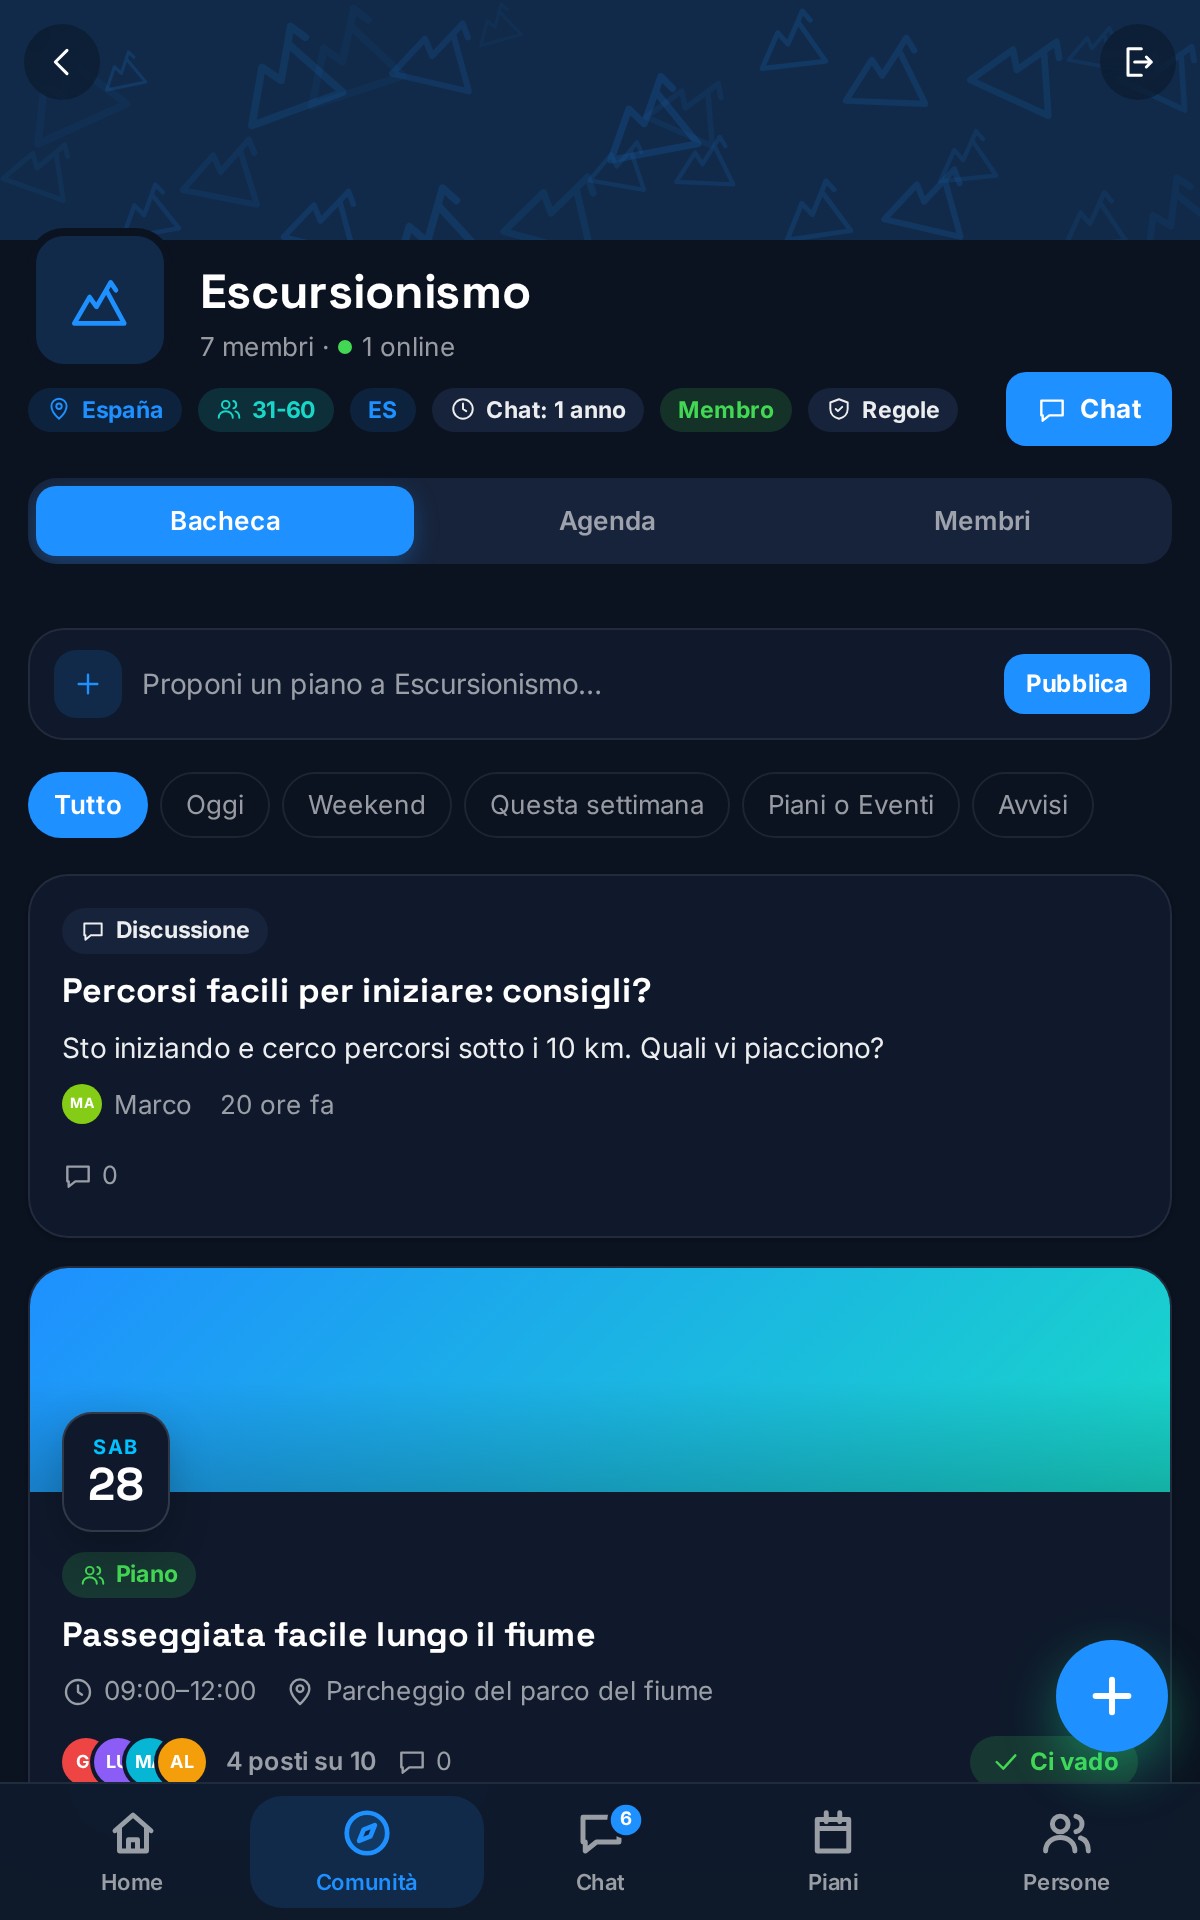 Escursionismo
7 membri · 1 online
España 31-60 ES Chat: 1 anno Membro Regole Chat
Bacheca Agenda Membri
Proponi un piano a Escursionismo... Pubblica
Tutto Oggi Weekend Questa settimana Piani o Eventi Avvisi
Discussione
Percorsi facili per iniziare: consigli?
Sto iniziando e cerco percorsi sotto i 10 km. Quali vi piacciono?
MA Marco 20 ore fa
0
SAB
28
Piano
Passeggiata facile lungo il fiume
09:00–12:00 Parcheggio del parco del fiume
AL 4 posti su 10 0 Ci vado
6
Home Comunità Chat Piani Persone